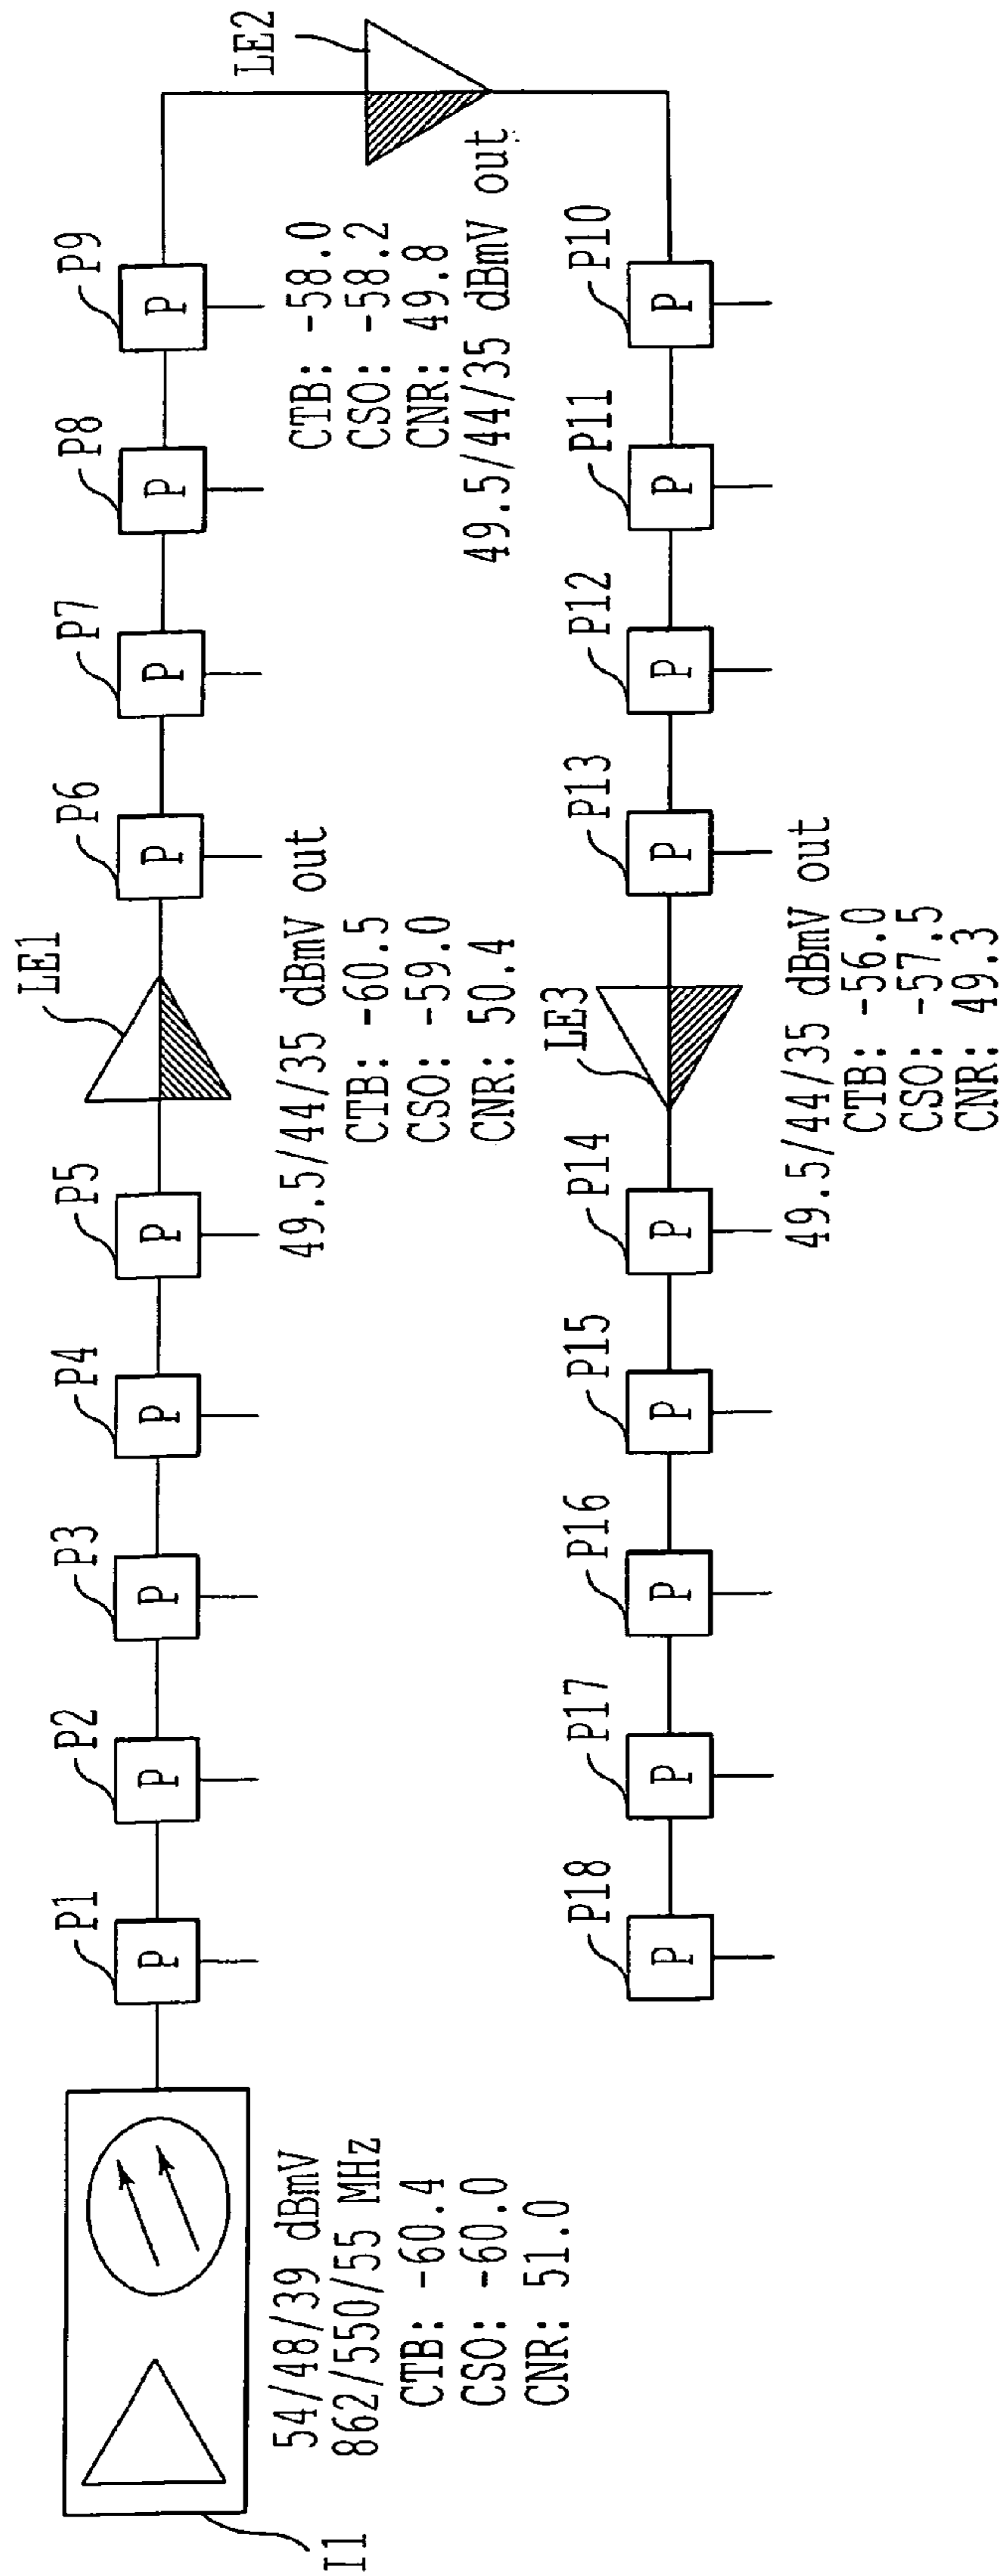 I1
54/48/39 dBmV
862/550/55 MHz
CTB: -60.4
CSO: -60.0
CNR: 51.0
P1
P
P2
P
P3
P
P4
P
P5
P
LE1
49.5/44/35 dBmV out
CTB: -60.5
CSO: -59.0
CNR: 50.4
P6
P
P7
P
P8
P
P9
P
LE2
CTB: -58.0
CSO: -58.2
CNR: 49.8
49.5/44/35 dBmV out
P18
P
P17
P
P16
P
P15
P
P14
P
LE3
49.5/44/35 dBmV out
CTB: -56.0
CSO: -57.5
CNR: 49.3
P13
P
P12
P
P11
P
P10
P